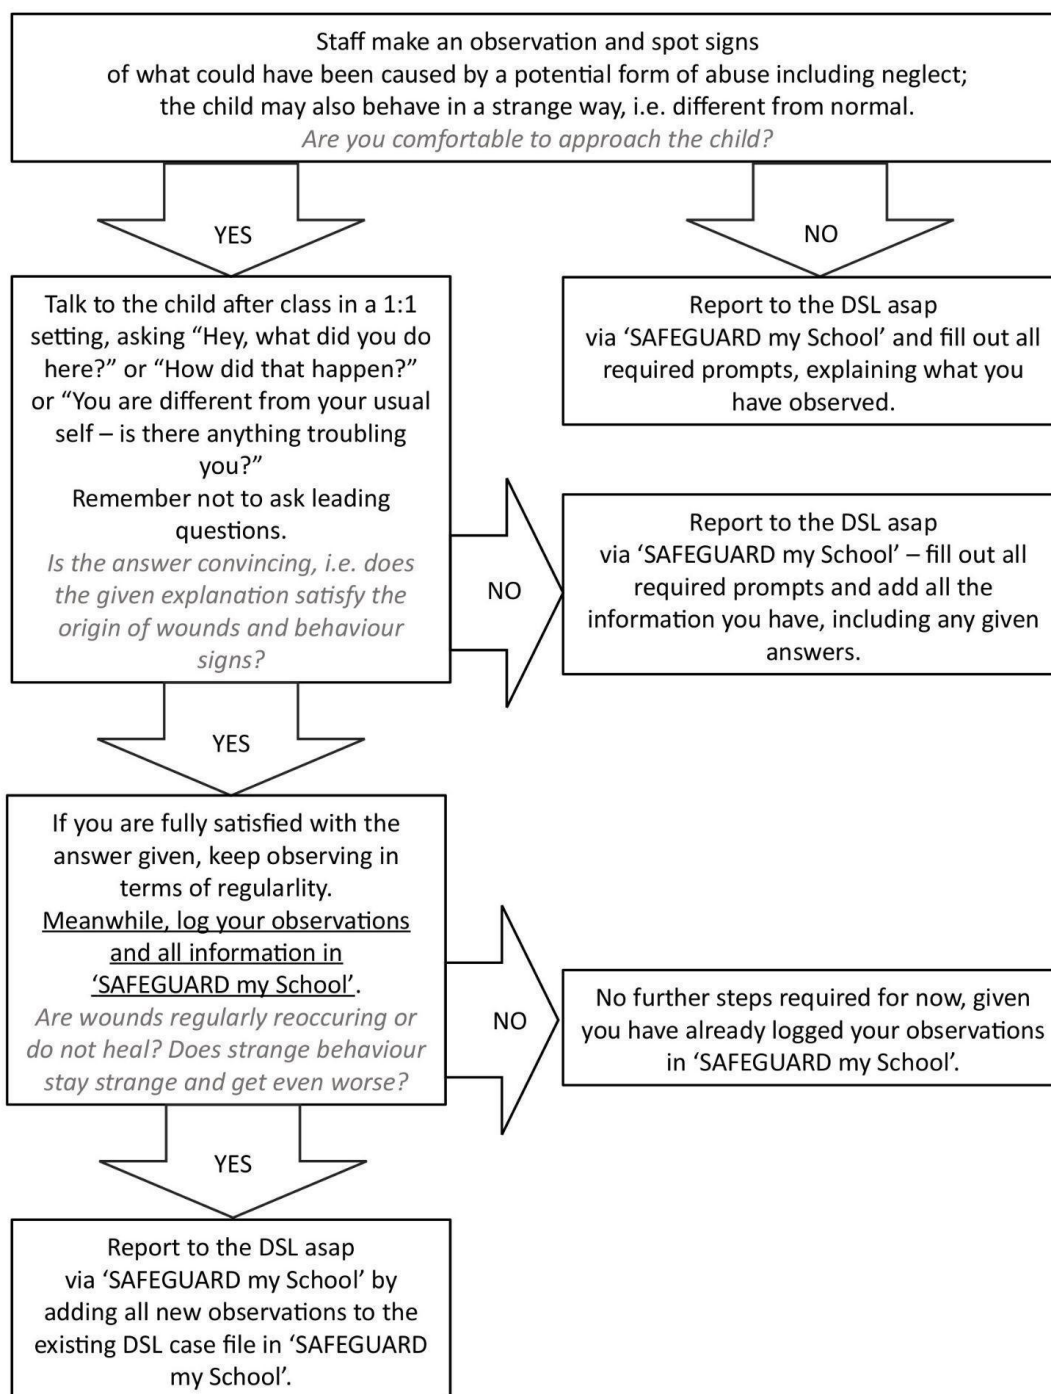 Staff make an observation and spot signs
of what could have been caused by a potential form of abuse including neglect;
the child may also behave in a strange way, i.e. different from normal.
Are you comfortable to approach the child?
YES
NO
Talk to the child after class in a 1:1
setting, asking “Hey, what did you do
here?” or “How did that happen?”
or “You are different from your usual
self – is there anything troubling
you?”
Remember not to ask leading
questions.
Is the answer convincing, i.e. does
the given explanation satisfy the
origin of wounds and behaviour
signs?
Report to the DSL asap
via ‘SAFEGUARD my School’ and fill out all
required prompts, explaining what you
have observed.
NO
Report to the DSL asap
via ‘SAFEGUARD my School’ – fill out all
required prompts and add all the
information you have, including any given
answers.
YES
If you are fully satisfied with the
answer given, keep observing in
terms of regularlity.
Meanwhile, log your observations
and all information in
‘SAFEGUARD my School’.
Are wounds regularly reoccuring or
do not heal? Does strange behaviour
stay strange and get even worse?
NO
No further steps required for now, given
you have already logged your observations
in ‘SAFEGUARD my School’.
YES
Report to the DSL asap
via ‘SAFEGUARD my School’ by
adding all new observations to the
existing DSL case file in ‘SAFEGUARD
my School’.